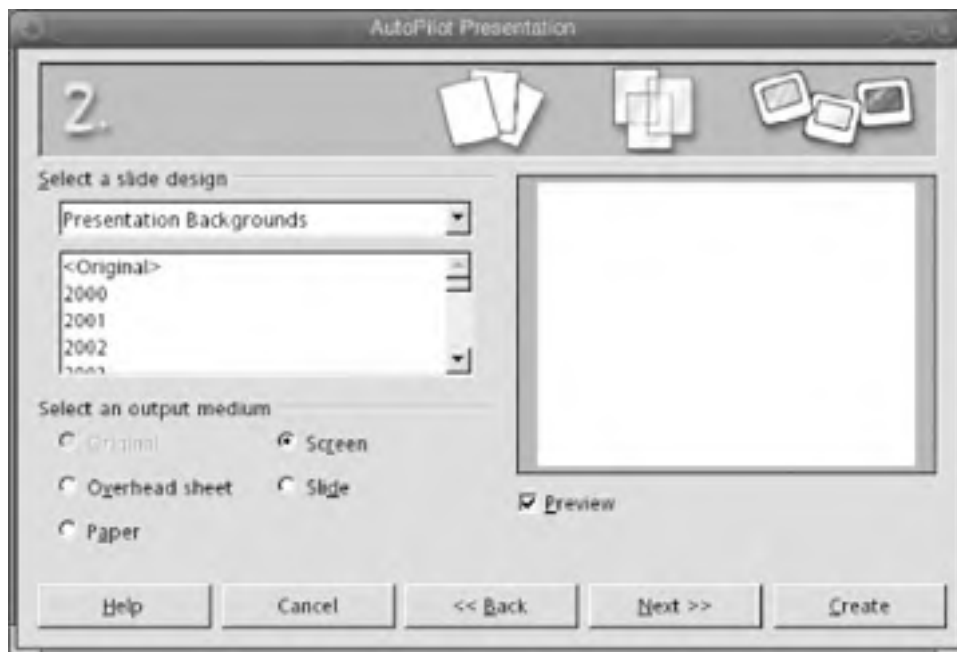 AutoPilot Presentation
2.
Select a slide design
Presentation Backgrounds
<Original>
2000
2001
2002
2003
Select an output medium
Original
Screen
Overhead sheet
Slide
Paper
Preview
Help
Cancel
<< Back
Next >>
Create